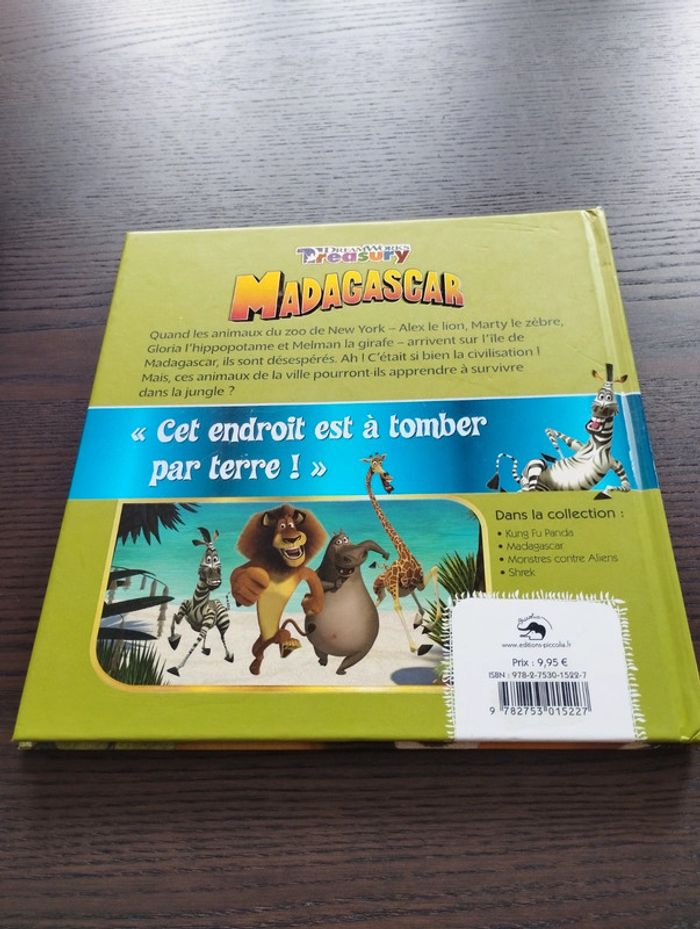 DREAMWORKS
Treasury
MADAGASCAR
Quand les animaux du zoo de New York – Alex le lion, Marty le zèbre,
Gloria l'hippopotame et Melman la girafe – arrivent sur l'île de
Madagascar, ils sont désespérés. Ah ! C'était si bien la civilisation !
Mais, ces animaux de la ville pourront-ils apprendre à survivre
dans la jungle ?
« Cet endroit est à tomber
par terre ! »
Dans la collection :
• Kung Fu Panda
• Madagascar
• Monstres contre Aliens
• Shrek
www.editions-piccolia.fr
Prix : 9,95 €
ISBN : 978-2-7530-1522-7
9 782753 015227